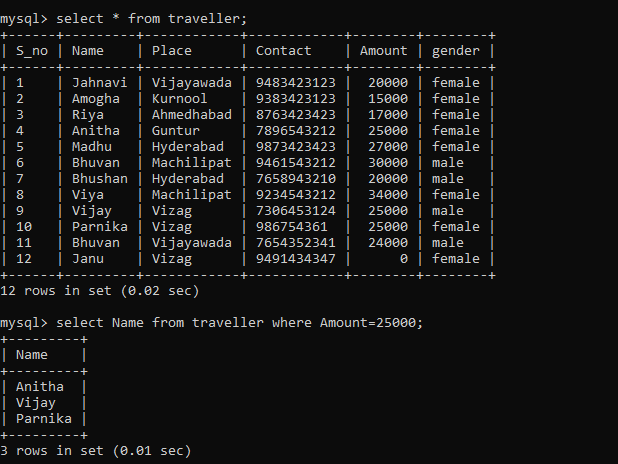 mysql> select * from traveller;
+------+---------+------------+------------+--------+--------+
| S_no | Name    | Place      | Contact    | Amount | gender |
+------+---------+------------+------------+--------+--------+
| 1    | Jahnavi | Vijayawada | 9483423123 |  20000 | female |
| 2    | Amogha  | Kurnool    | 9383423123 |  15000 | female |
| 3    | Riya    | Ahmedhabad | 8763423423 |  17000 | female |
| 4    | Anitha  | Guntur     | 7896543212 |  25000 | female |
| 5    | Madhu   | Hyderabad  | 9873423423 |  27000 | female |
| 6    | Bhuvan  | Machilipat | 9461543212 |  30000 | male   |
| 7    | Bhushan | Hyderabad  | 7658943210 |  20000 | male   |
| 8    | Viya    | Machilipat | 9234543212 |  34000 | female |
| 9    | Vijay   | Vizag      | 7306453124 |  25000 | male   |
| 10   | Parnika | Vizag      | 986754361  |  25000 | female |
| 11   | Bhuvan  | Vijayawada | 7654352341 |  24000 | male   |
| 12   | Janu    | Vizag      | 9491434347 |      0 | female |
+------+---------+------------+------------+--------+--------+
12 rows in set (0.02 sec)
mysql> select Name from traveller where Amount=25000;
+---------+
| Name    |
+---------+
| Anitha  |
| Vijay   |
| Parnika |
+---------+
3 rows in set (0.01 sec)